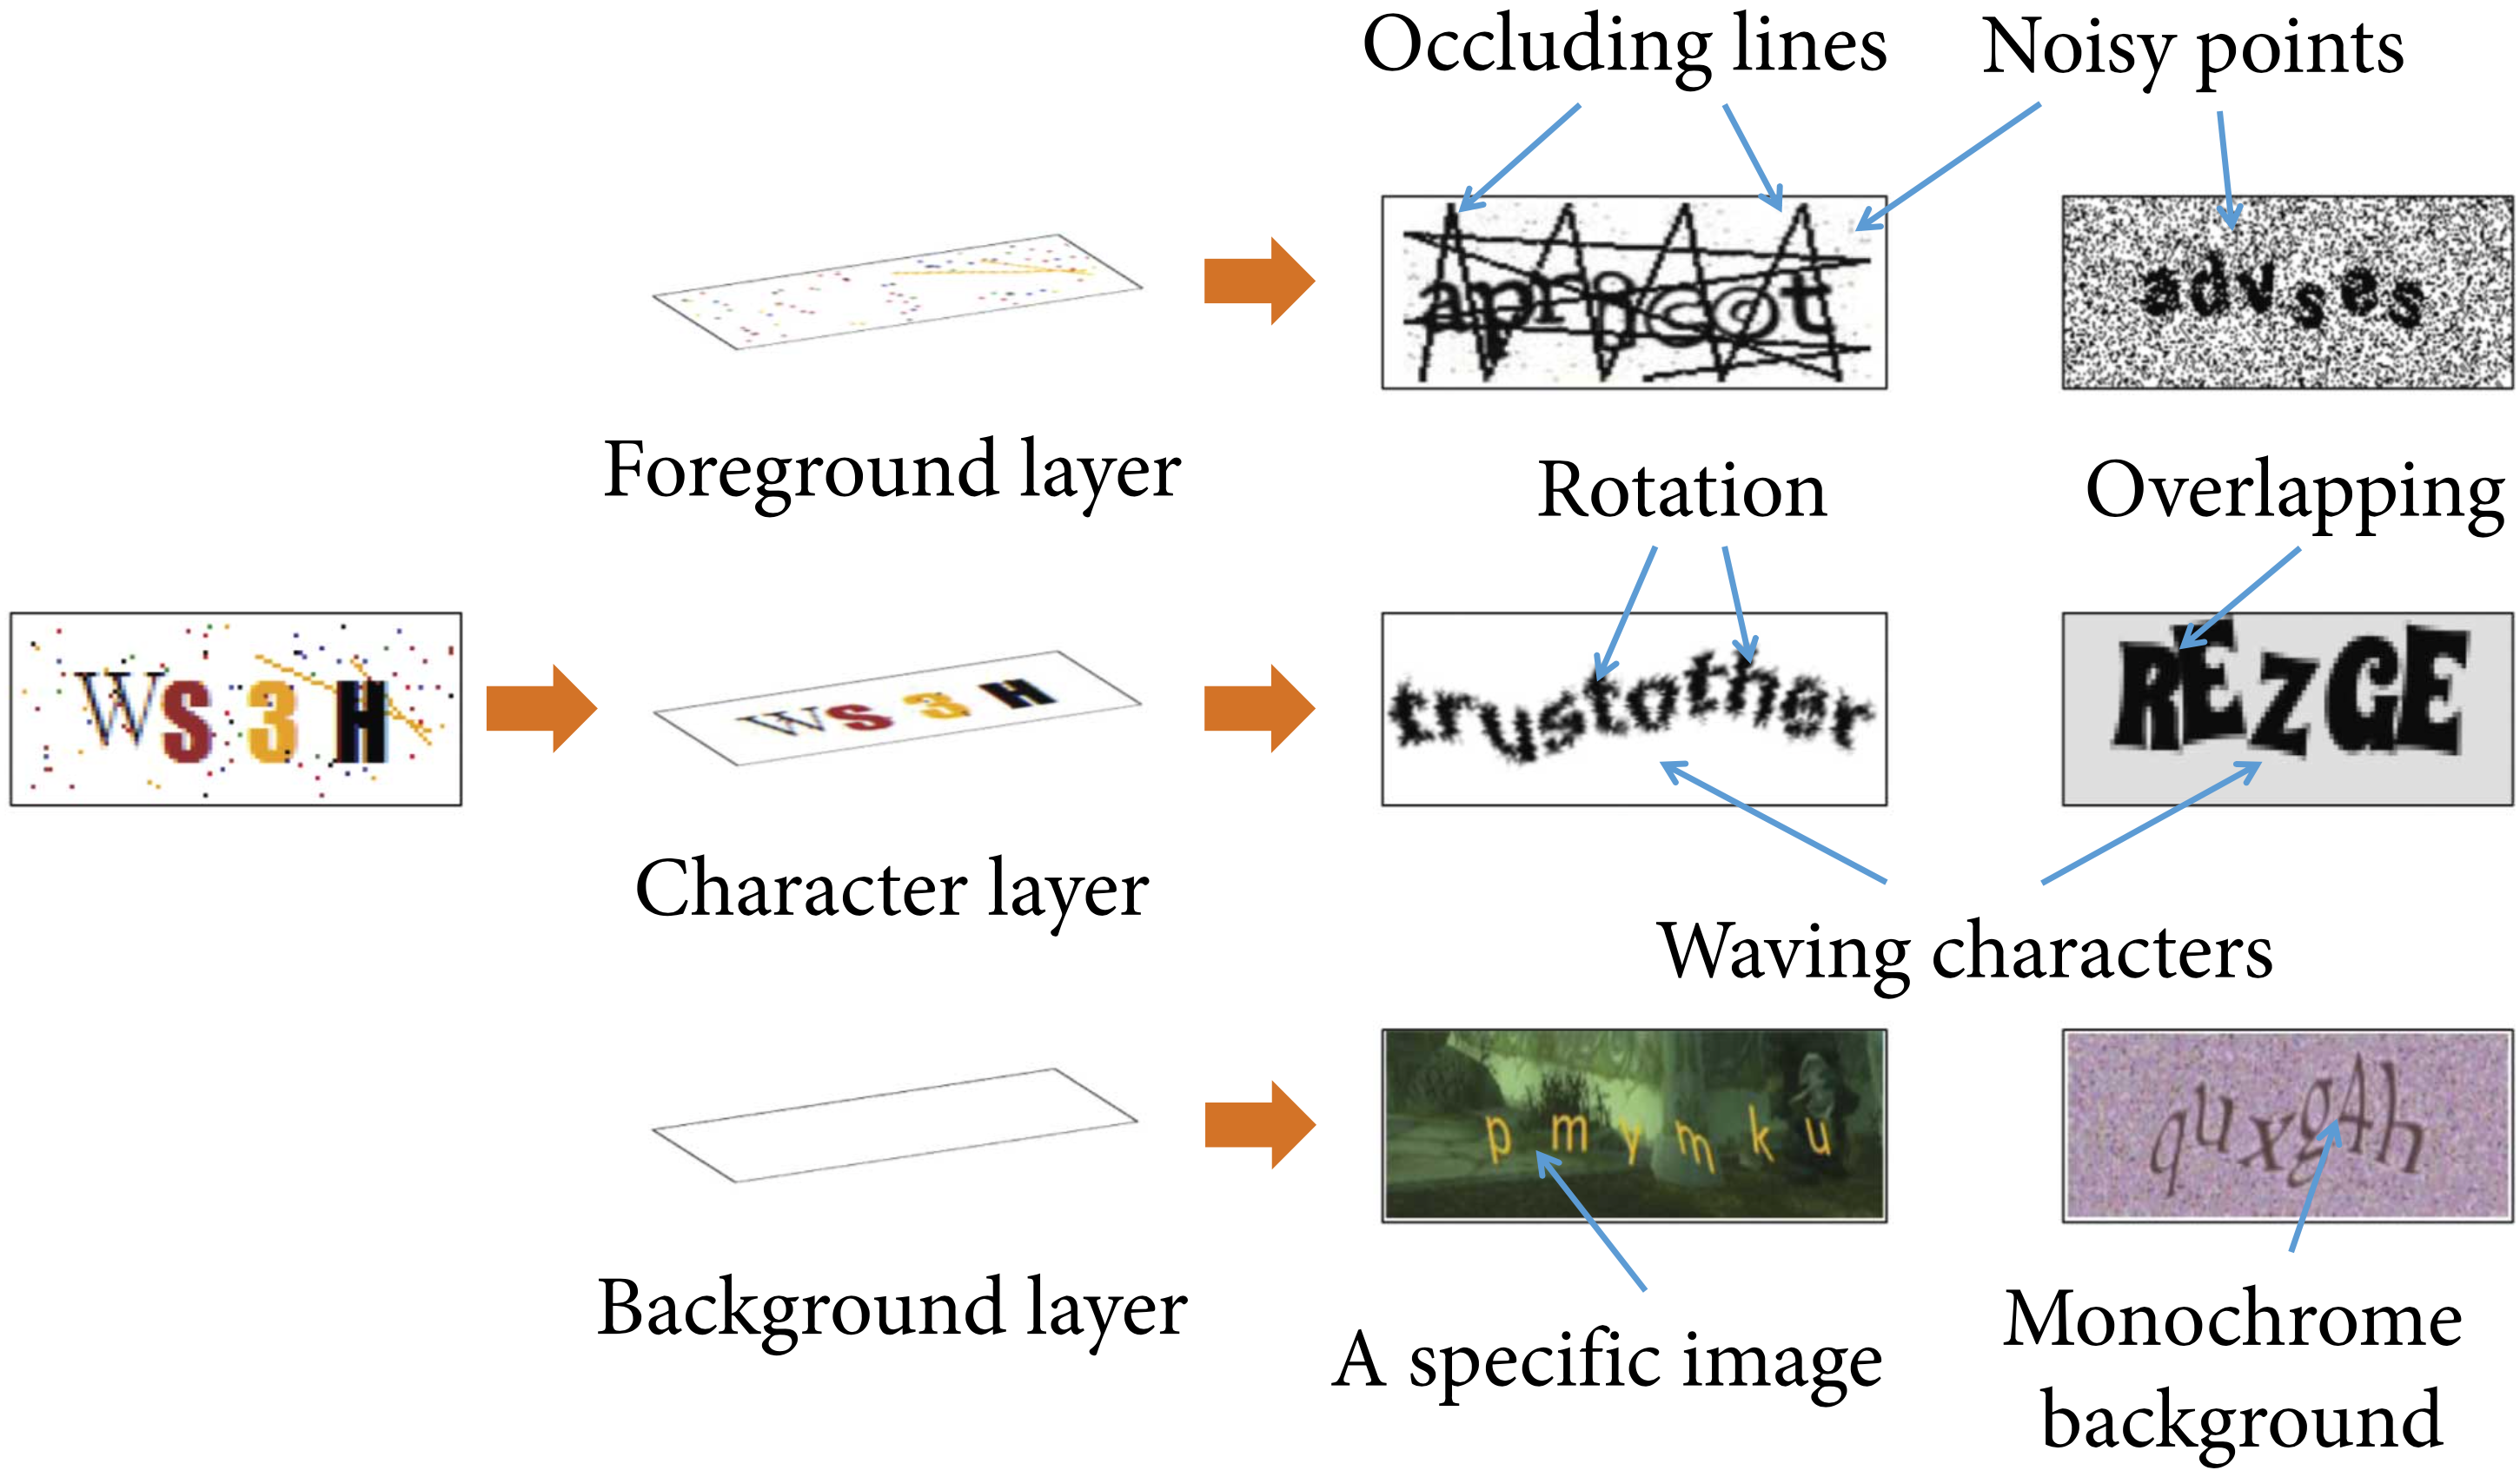 Occluding lines
Noisy points
apricot
advses
Foreground layer
Rotation
Overlapping
WS3H
WS3H
trustother
REZGE
Character layer
Waving characters
pmymku
quxg4h
Background layer
A specific image
Monochrome
background